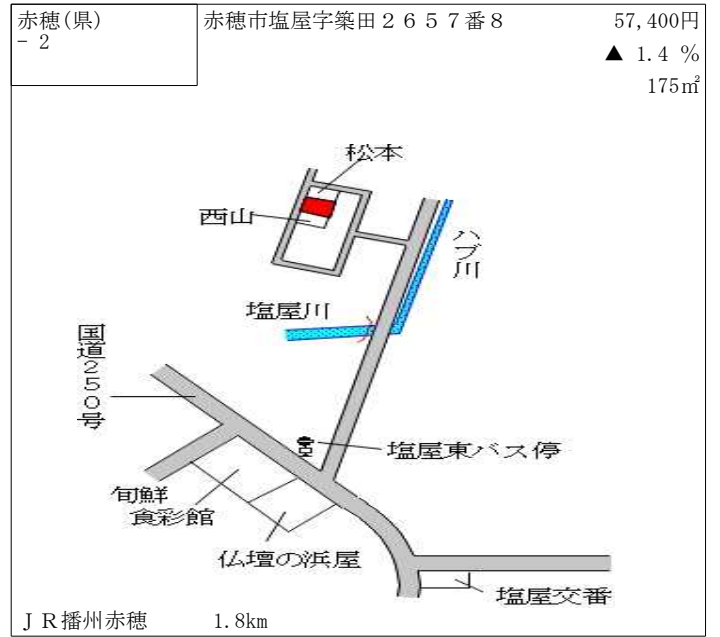 赤穂(県)
- 2
赤穂市塩屋字築田２６５７番８
57,400円
▲ 1.4 %
175㎡
松本
西山
ハブ川
塩屋川
国道２５０号
塩屋東バス停
旬鮮
食彩館
仏壇の浜屋
塩屋交番
ＪＲ播州赤穂 1.8km